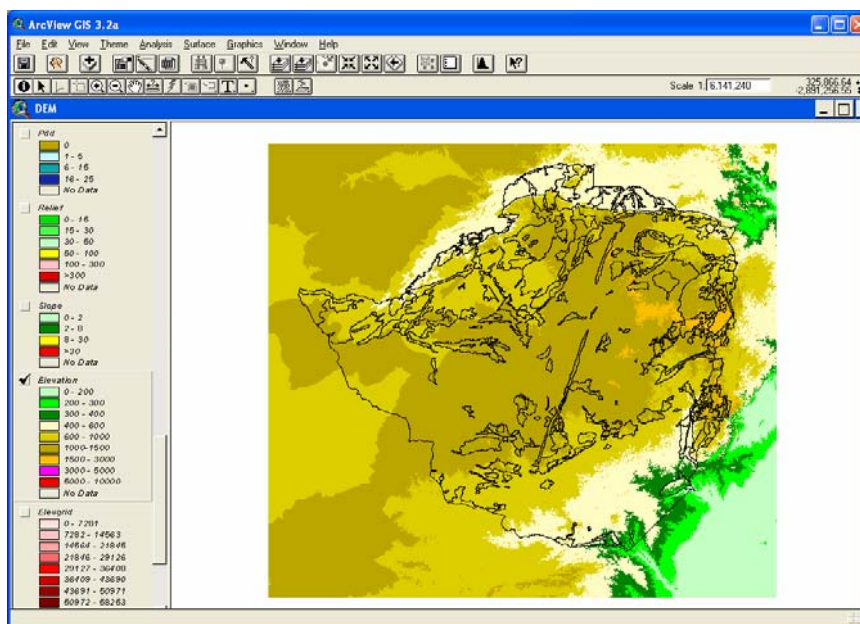 ArcView GIS 3.2a
File Edit View Theme Analysis Surface Graphics Window Help
Scale 1: 6,141,240
325,866.64
-2,891,256.55
DEM
0
1 - 5
6 - 15
16 - 25
No Data
Relief
0 - 15
15 - 30
30 - 50
50 - 100
100 - 300
>300
No Data
Slope
0 - 2
2 - 8
8 - 30
>30
No Data
Elevation
0 - 200
200 - 300
300 - 400
400 - 600
600 - 1000
1000-1500
1500 - 3000
3000 - 5000
5000 - 10000
No Data
Elevgrid
0 - 7281
7282 - 14563
14564 - 21845
21846 - 29126
29127 - 36408
36409 - 43690
43691 - 50971
50972 - 58253